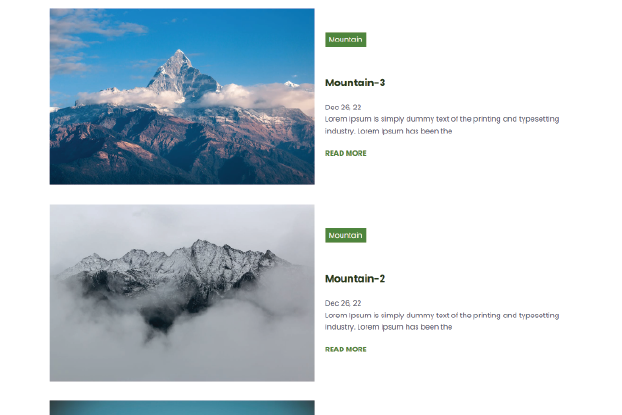 Mountain
Mountain-3
Dec 26, 22
Lorem Ipsum is simply dummy text of the printing and typesetting
industry. Lorem Ipsum has been the
READ MORE
Mountain
Mountain-2
Dec 26, 22
Lorem Ipsum is simply dummy text of the printing and typesetting
industry. Lorem Ipsum has been the
READ MORE